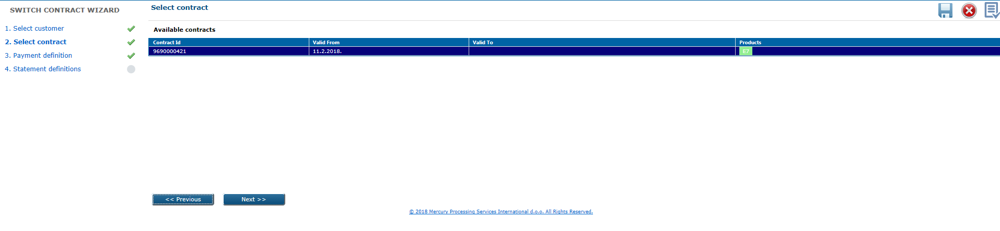 SWITCH CONTRACT WIZARD
1. Select customer
2. Select contract
3. Payment definition
4. Statement definitions
Select contract
Available contracts
Contract Id Valid From Valid To Products
9690000421 11.2.2018. E7
<< Previous Next >>
© 2018 Mercury Processing Services International d.o.o. All Rights Reserved.